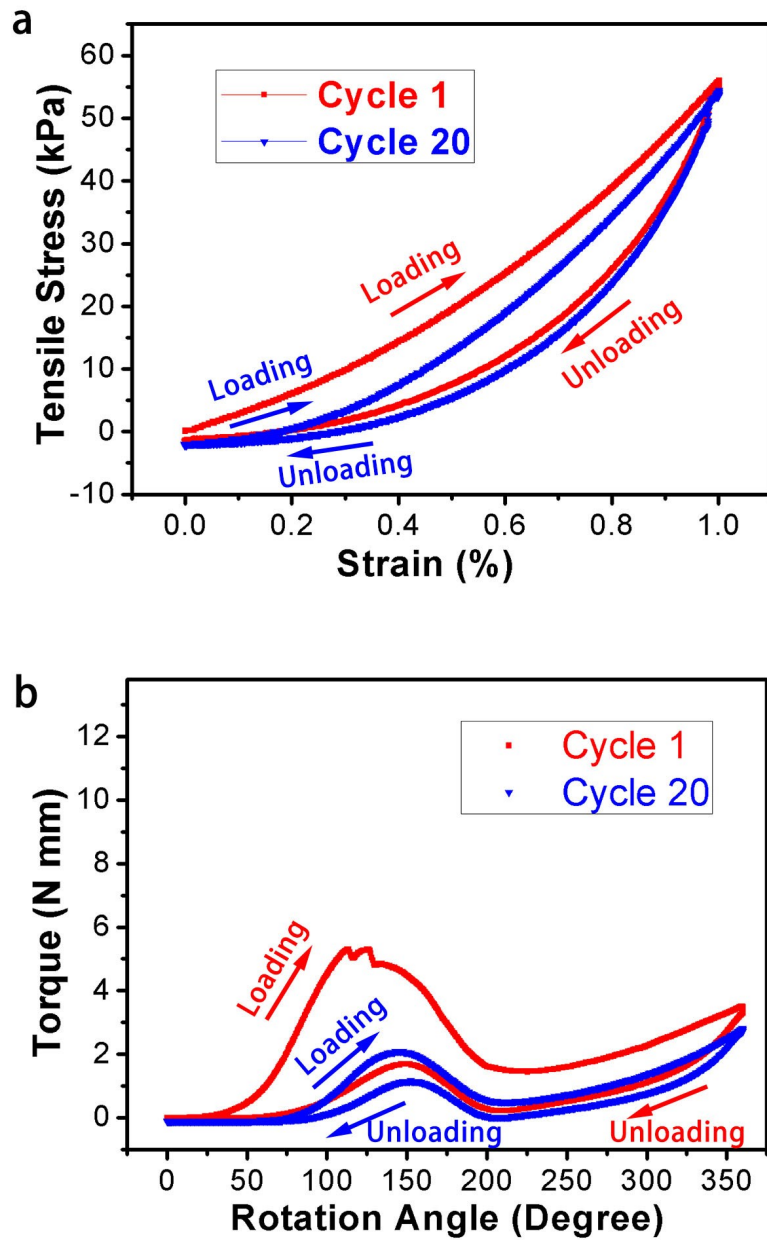 a
Tensile Stress (kPa)
60
50
40
30
20
10
0
-10
Cycle 1
Cycle 20
Loading
Unloading
Loading
Unloading
0.0 0.2 0.4 0.6 0.8 1.0
Strain (%)
b
Torque (N mm)
12
10
8
6
4
2
0
Cycle 1
Cycle 20
Loading
Loading
Unloading
Unloading
0 50 100 150 200 250 300 350
Rotation Angle (Degree)